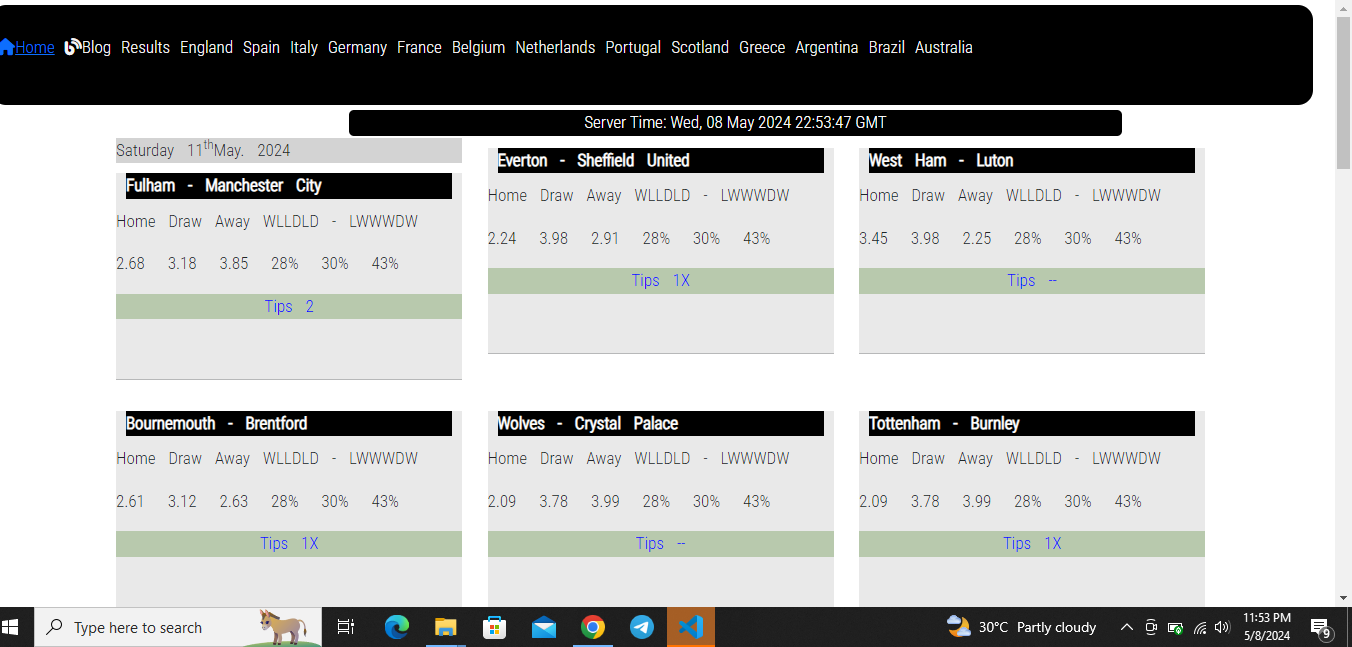 Home Blog Results England Spain Italy Germany France Belgium Netherlands Portugal Scotland Greece Argentina Brazil Australia
Server Time: Wed, 08 May 2024 22:53:47 GMT
Saturday 11thMay. 2024
Fulham - Manchester City
Home Draw Away WLLDLD - LWWWDW
2.68 3.18 3.85 28% 30% 43%
Tips 2
Everton - Sheffield United
Home Draw Away WLLDLD - LWWWDW
2.24 3.98 2.91 28% 30% 43%
Tips 1X
West Ham - Luton
Home Draw Away WLLDLD - LWWWDW
3.45 3.98 2.25 28% 30% 43%
Tips --
Bournemouth - Brentford
Home Draw Away WLLDLD - LWWWDW
2.61 3.12 2.63 28% 30% 43%
Tips 1X
Wolves - Crystal Palace
Home Draw Away WLLDLD - LWWWDW
2.09 3.78 3.99 28% 30% 43%
Tips --
Tottenham - Burnley
Home Draw Away WLLDLD - LWWWDW
2.09 3.78 3.99 28% 30% 43%
Tips 1X
Type here to search
30°C Partly cloudy
11:53 PM
5/8/2024
9